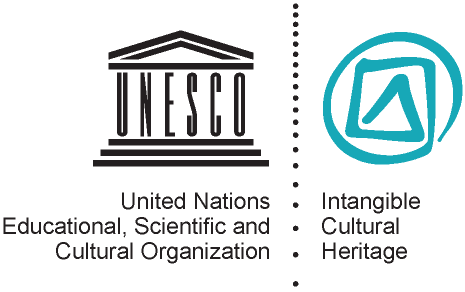 UNESCO
United Nations
Educational, Scientific and
Cultural Organization
Intangible
Cultural
Heritage